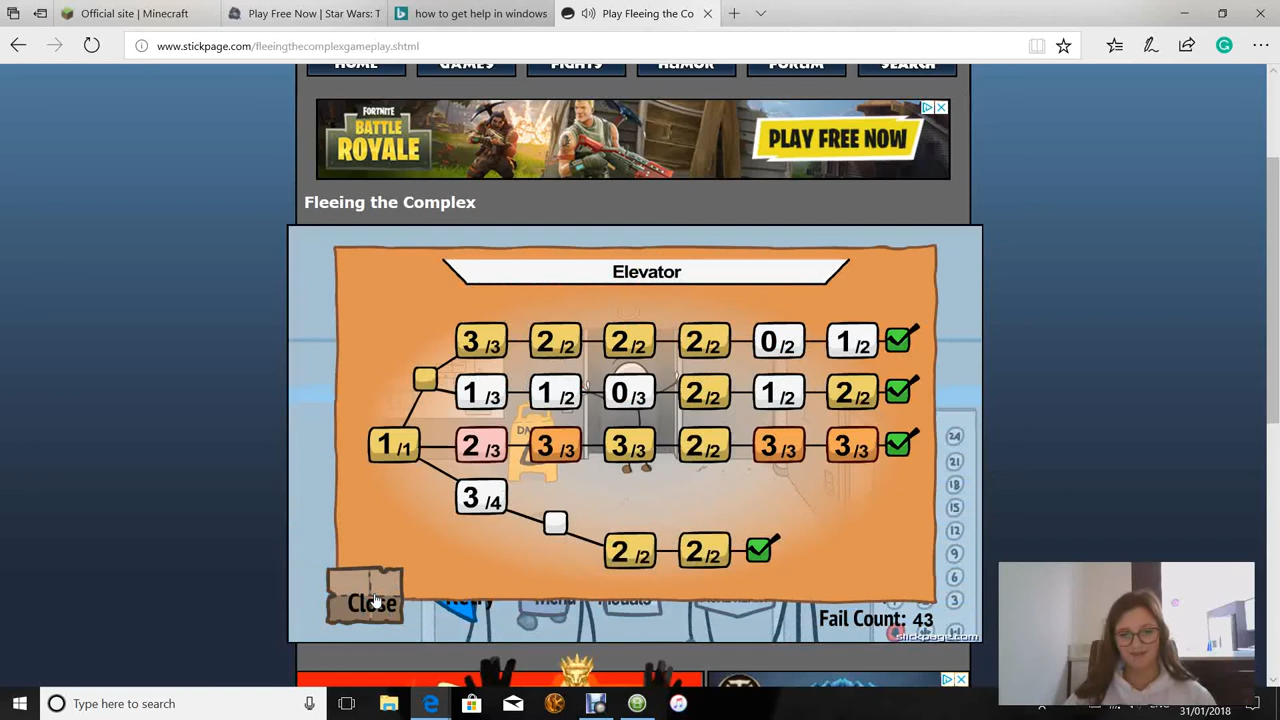 Official site | Minecraft
Play Free Now | Star Wars: T
how to get help in windows
Play Fleeing the Co
www.stickpage.com/fleeingthecomplexgameplay.shtml
HOME GAMES FIGHTS HUMOR FORUM SEARCH
FORTNITE
BATTLE
ROYALE
PLAY FREE NOW
Fleeing the Complex
Elevator
3/3 2/2 2/2 2/2 0/2 1/2
1/3 1/2 0/3 2/2 1/2 2/2
1/1 2/3 3/3 3/3 2/2 3/3 3/3
3/4
2/2 2/2
24
21
18
15
12
9
6
3
Close
Retry Menu Medals
Fail Count: 43
stickpage.com
Type here to search
31/01/2018